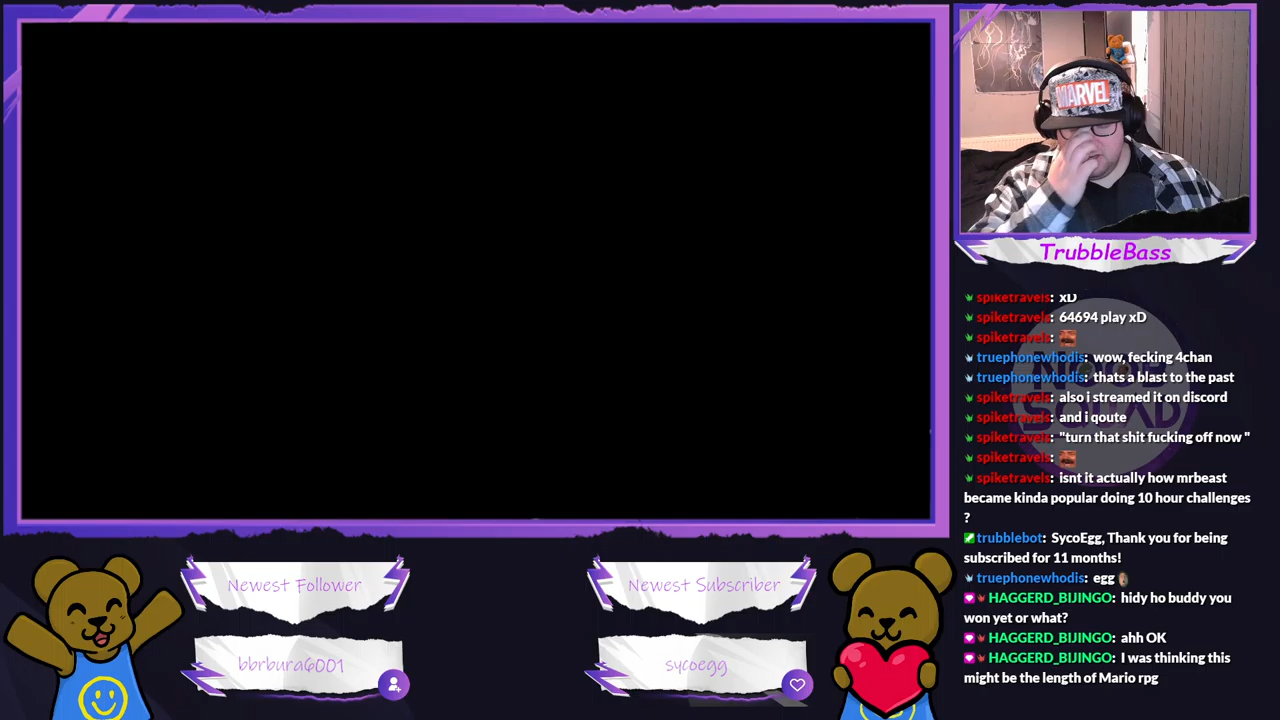 MARVEL
TrubbleBass
spiketravels: xD
spiketravels: 64694 play xD
spiketravels:
truephonewhodis: wow, fecking 4chan
truephonewhodis: thats a blast to the past
spiketravels: also i streamed it on discord
spiketravels: and i qoute
spiketravels: "turn that shit fucking off now "
spiketravels:
spiketravels: isnt it actually how mrbeast
became kinda popular doing 10 hour challenges
?
trubblebot: SycoEgg, Thank you for being
subscribed for 11 months!
truephonewhodis: egg
HAGGERD_BIJINGO: hidy ho buddy you
won yet or what?
HAGGERD_BIJINGO: ahh OK
HAGGERD_BIJINGO: I was thinking this
might be the length of Mario rpg
NOOB
SQUAD
Newest Follower
bbrbura6001
Newest Subscriber
sycoegg